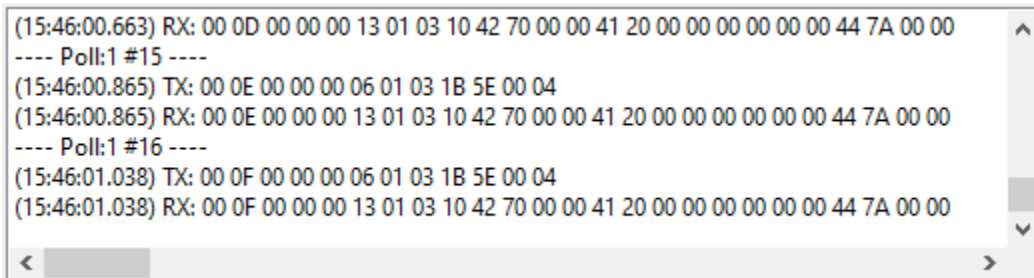 (15:46:00.663) RX: 00 0D 00 00 00 13 01 03 10 42 70 00 00 41 20 00 00 00 00 00 00 44 7A 00 00
---- Poll:1 #15 ----
(15:46:00.865) TX: 00 0E 00 00 00 06 01 03 1B 5E 00 04
(15:46:00.865) RX: 00 0E 00 00 00 13 01 03 10 42 70 00 00 41 20 00 00 00 00 00 00 44 7A 00 00
---- Poll:1 #16 ----
(15:46:01.038) TX: 00 0F 00 00 00 06 01 03 1B 5E 00 04
(15:46:01.038) RX: 00 0F 00 00 00 13 01 03 10 42 70 00 00 41 20 00 00 00 00 00 00 44 7A 00 00